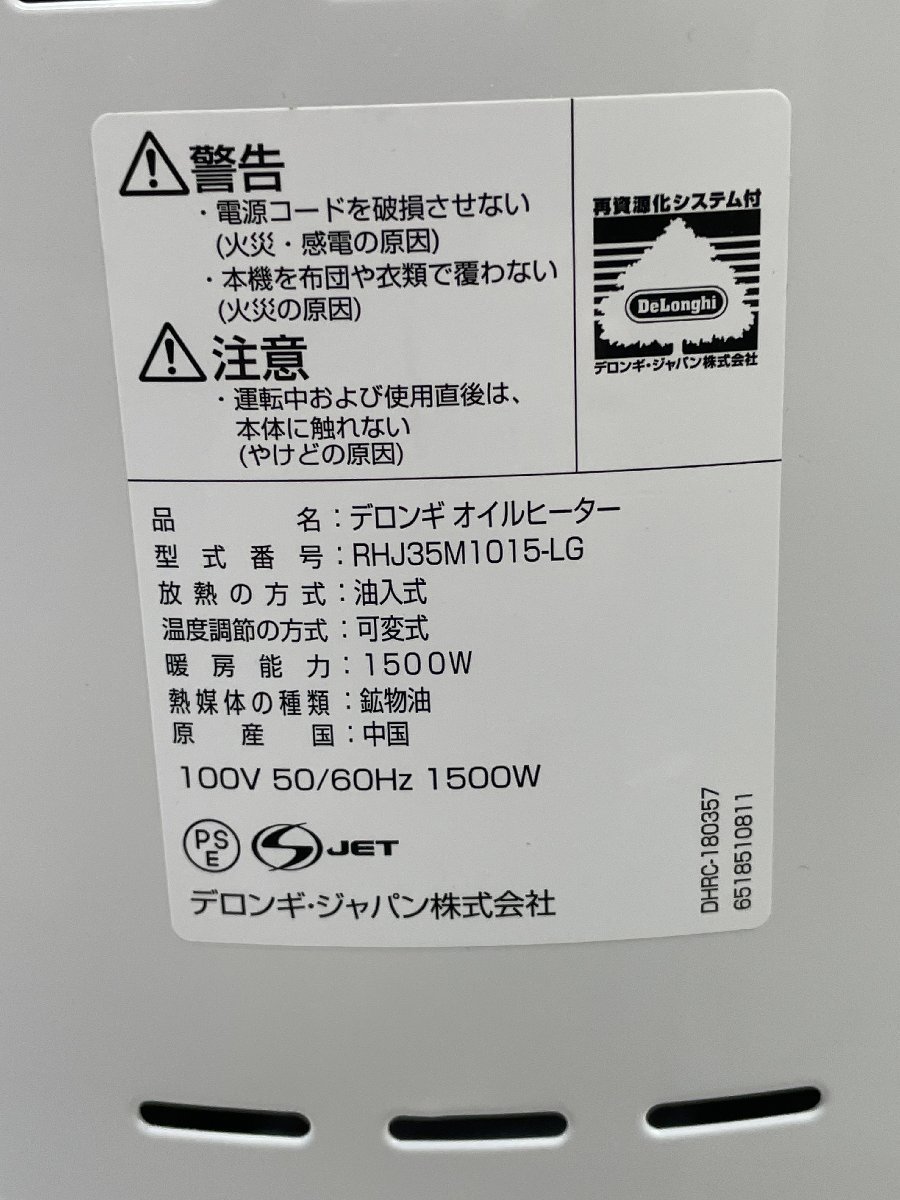 警告
・電源コードを破損させない
(火災・感電の原因)
・本機を布団や衣類で覆わない
(火災の原因)
注意
・運転中および使用直後は、
本体に触れない
(やけどの原因)
再資源化システム付
DeLonghi
デロンギ・ジャパン株式会社
品名：デロンギ オイルヒーター
型式番号：RHJ35M1015-LG
放熱の方式：油入式
温度調節の方式：可変式
暖房能力：1500W
熱媒体の種類：鉱物油
原産国：中国
100V 50/60Hz 1500W
PS
E
S JET
デロンギ・ジャパン株式会社
DHRC-180357
6518510811